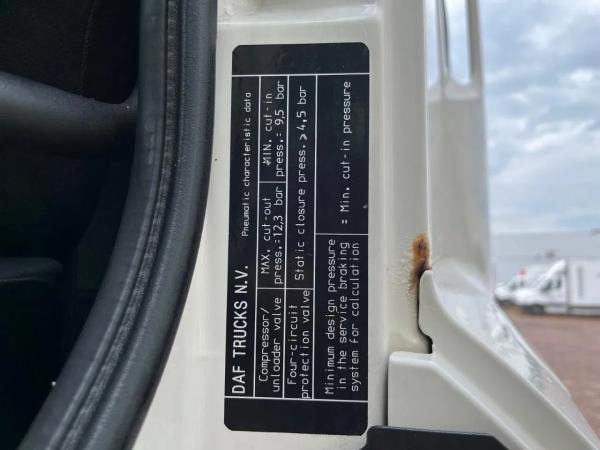 DAF TRUCKS N.V. Pneumatic characteristic data
Compressor/
unloader valve
MAX. cut-out
press.=12,3 bar
*MIN. cut-in
press.= 9,5 bar
Four-circuit
protection valve
Static closure press. >4,5 bar
Minimum design pressure
in the service braking
system for calculation
= Min. cut-in pressure